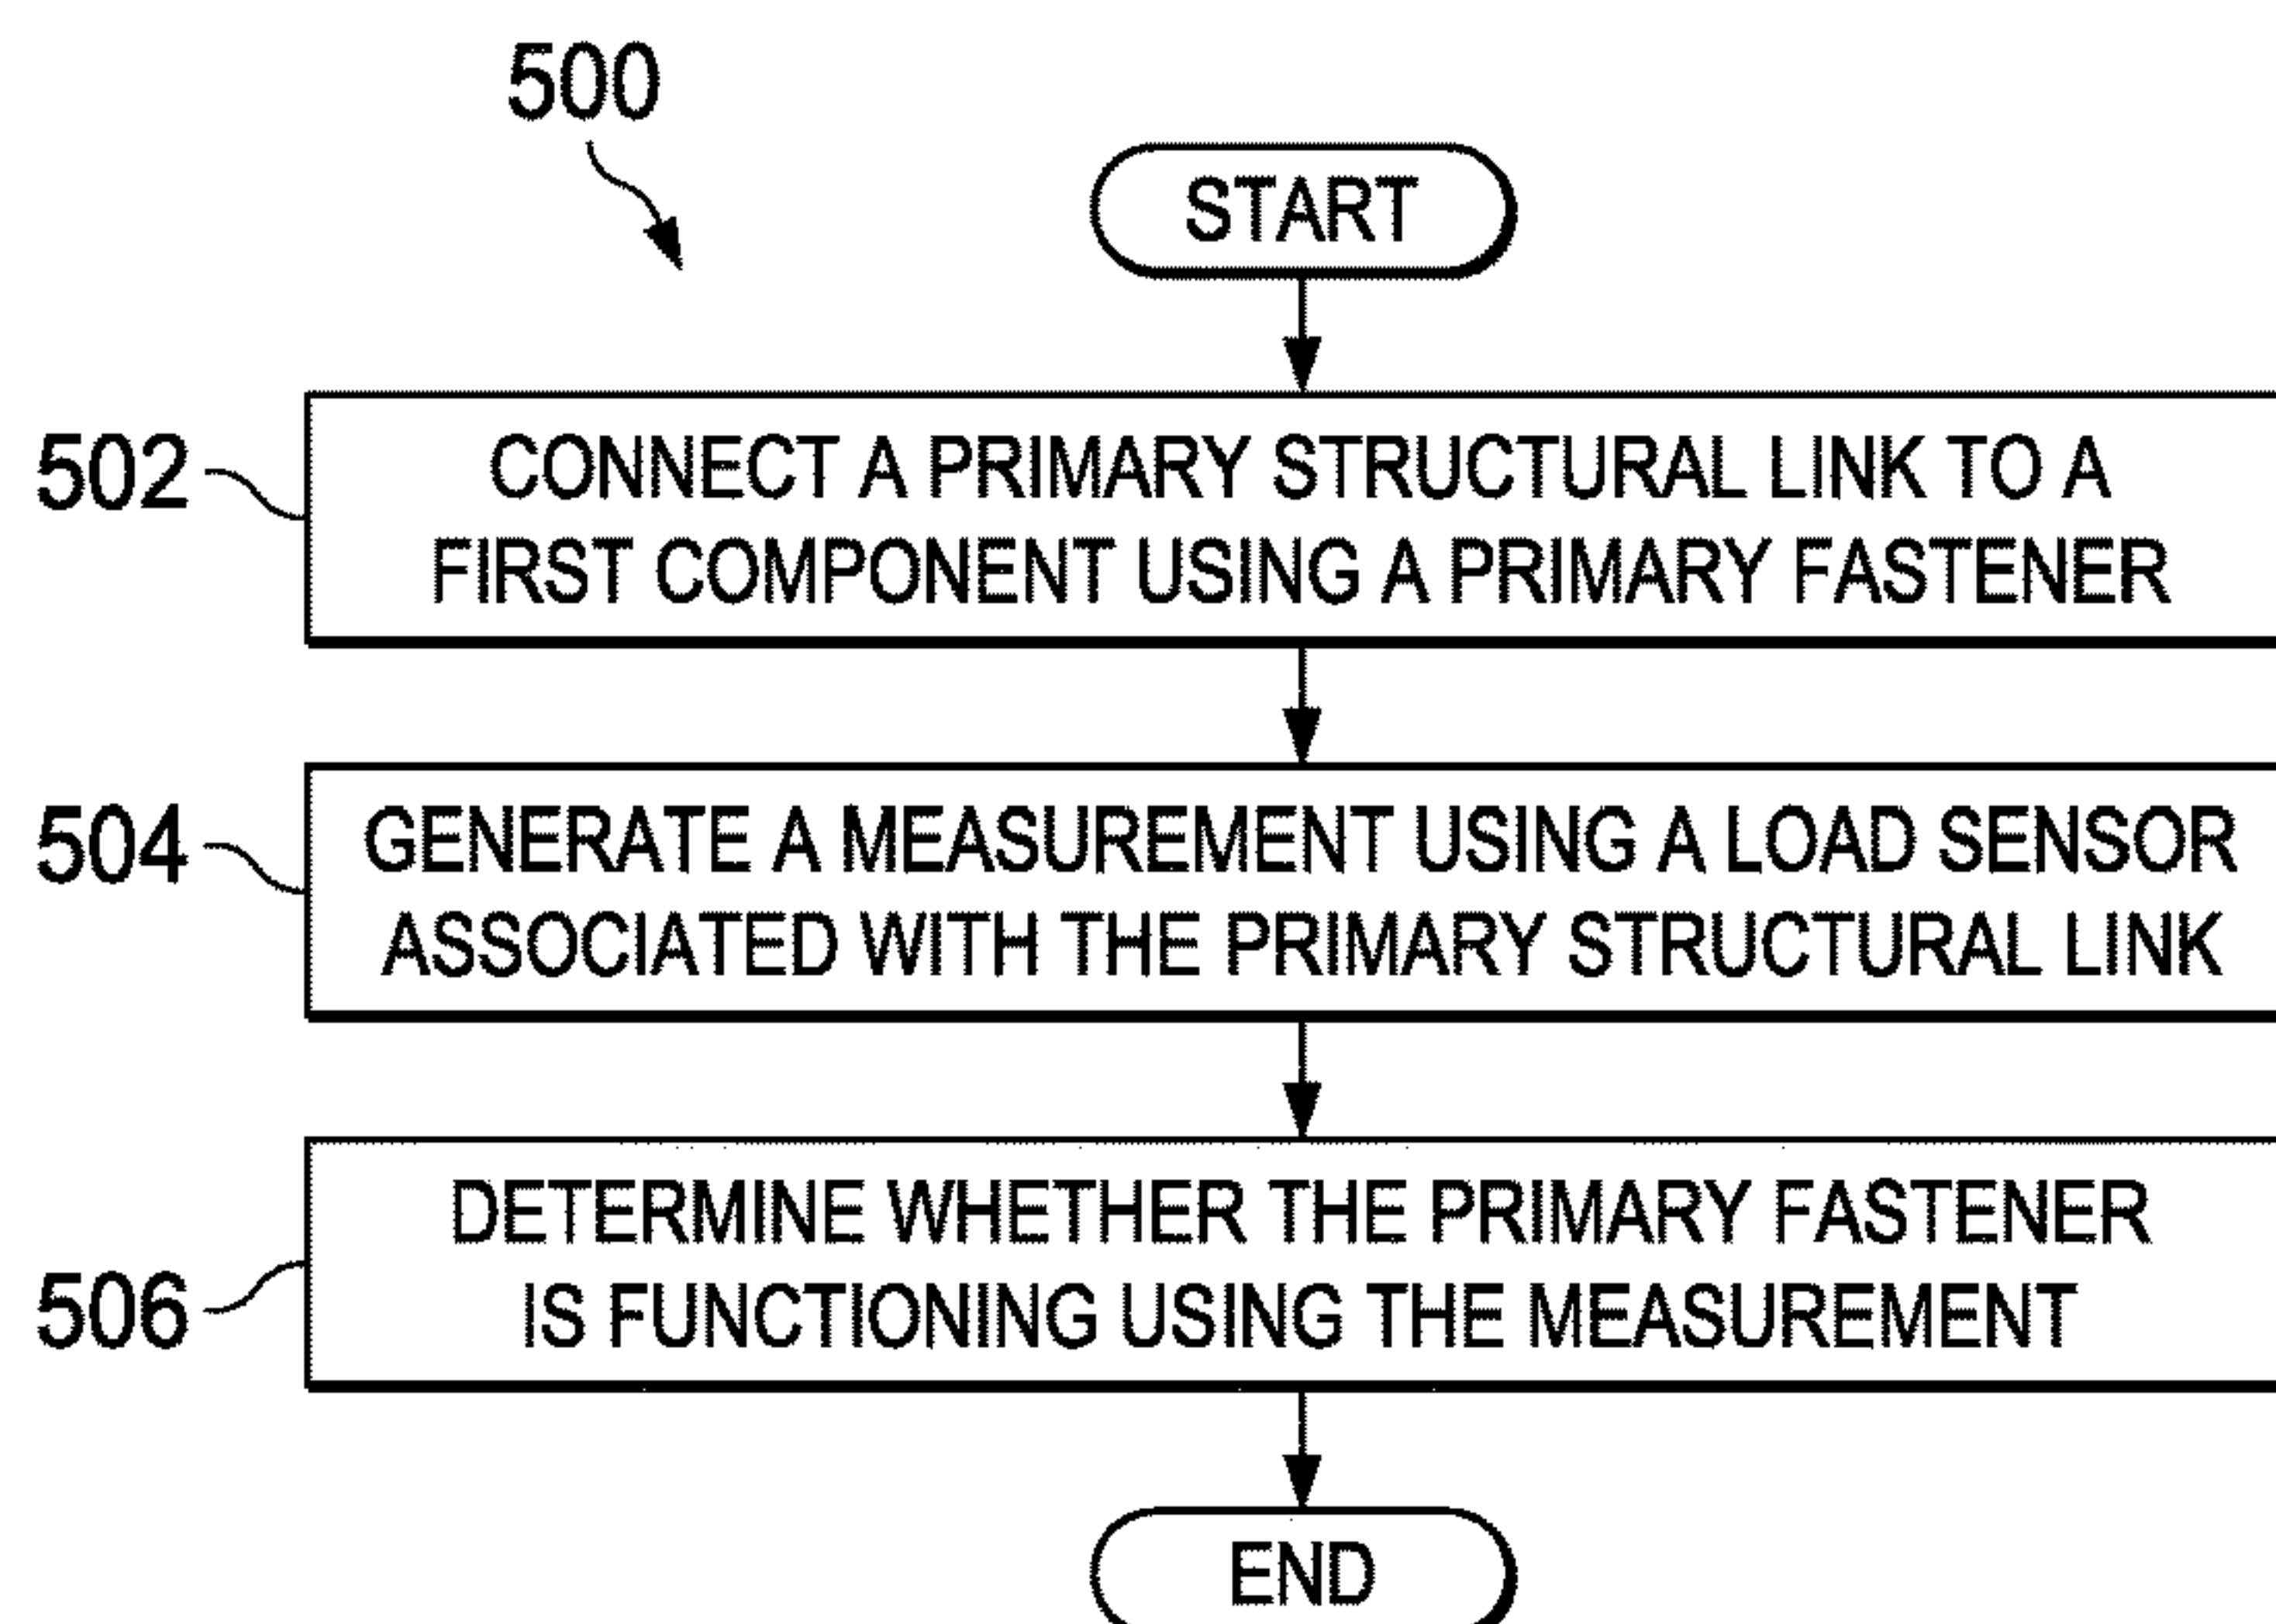 500
START
502
CONNECT A PRIMARY STRUCTURAL LINK TO A
FIRST COMPONENT USING A PRIMARY FASTENER
504
GENERATE A MEASUREMENT USING A LOAD SENSOR
ASSOCIATED WITH THE PRIMARY STRUCTURAL LINK
506
DETERMINE WHETHER THE PRIMARY FASTENER
IS FUNCTIONING USING THE MEASUREMENT
END